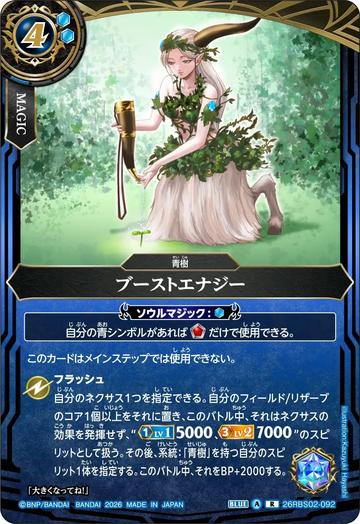 4
MAGIC
せいじゅ
青樹
ブーストエナジー
ソウルマジック:
自分の青シンボルがあれば だけで使用できる。
このカードはメインステップでは使用できない。
フラッシュ
自分のネクサス1つを指定できる。自分のフィールド/リザーブ
のコア1個以上をそれに置き、このバトル中、それはネクサスの
効果を発揮せず、“①Lv1 5000、③Lv2 7000”のスピ
リットとして扱う。その後、系統:「青樹」を持つ自分のスピ
リット1体を指定する。このバトル中、それをBP+2000する。
「大きくなってね!」
Illustration:Kazuyuki Hayashi
©BNP/BANDAI BANDAI 2026 MADE IN JAPAN BLUE A R 26RBS02-092